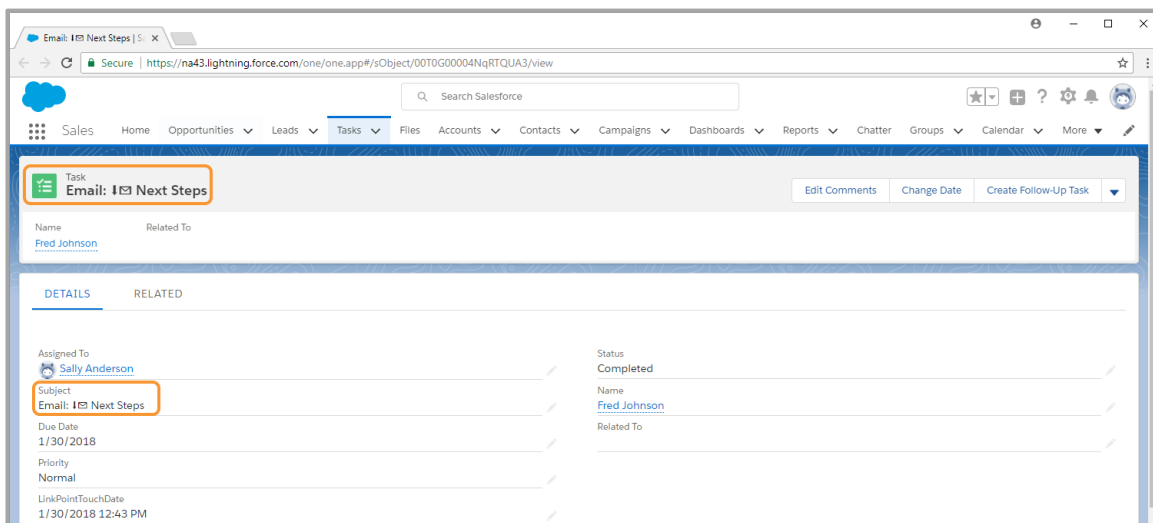 Email: ⬇✉ Next Steps | Sa
Secure | https://na43.lightning.force.com/one/one.app#/sObject/00T0G00004NqRTQUA3/view
Search Salesforce
Sales Home Opportunities Leads Tasks Files Accounts Contacts Campaigns Dashboards Reports Chatter Groups Calendar More
Task
Email: ⬇✉ Next Steps
Edit Comments Change Date Create Follow-Up Task
Name Related To
Fred Johnson
DETAILS RELATED
Assigned To Status
Sally Anderson Completed
Subject Name
Email: ⬇✉ Next Steps Fred Johnson
Due Date Related To
1/30/2018
Priority
Normal
LinkPointTouchDate
1/30/2018 12:43 PM